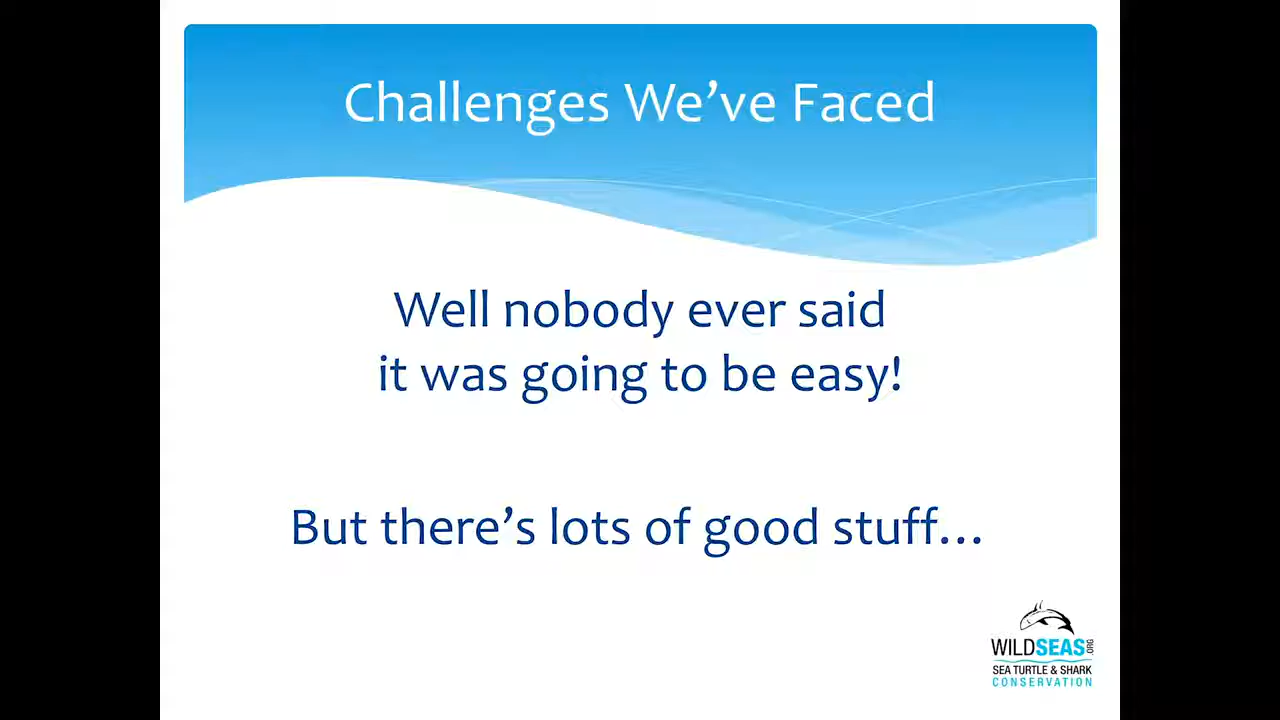 Challenges We’ve Faced
Well nobody ever said
it was going to be easy!
But there’s lots of good stuff…
WILDSEAS.ORG
SEA TURTLE & SHARK
CONSERVATION